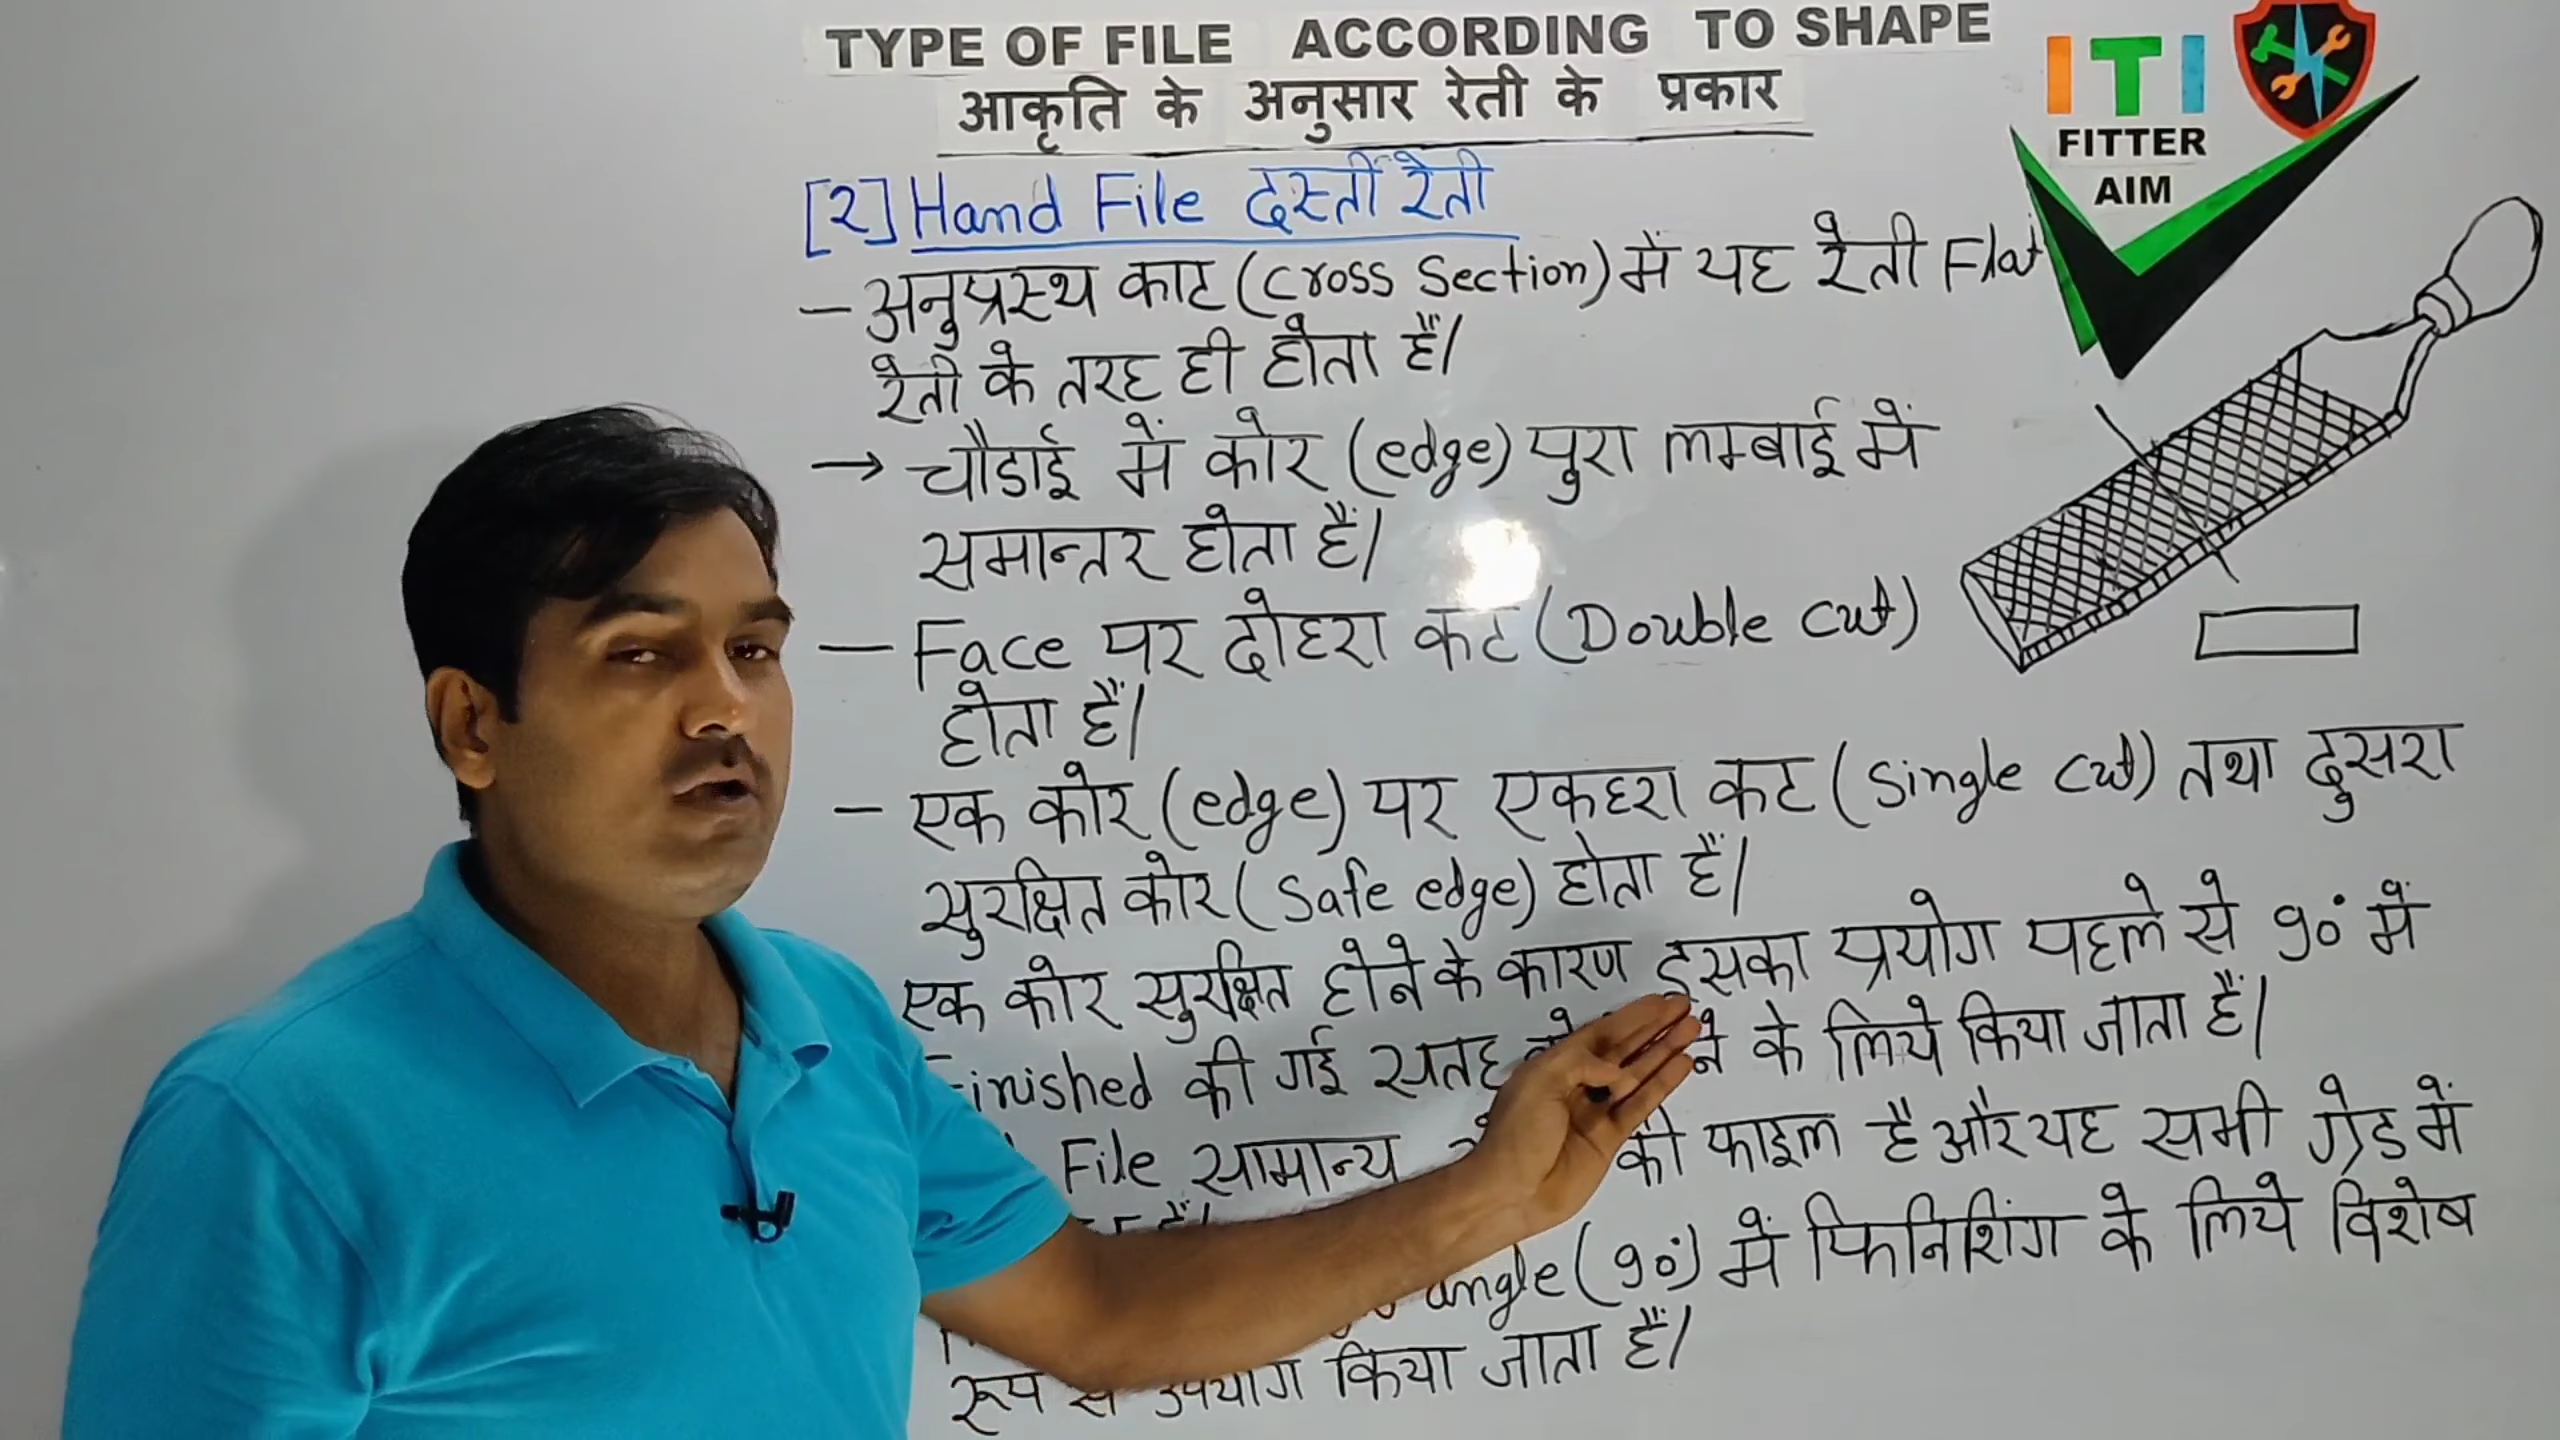 TYPE OF FILE ACCORDING TO SHAPE
आकृति के अनुसार रेती के प्रकार
ITI
FITTER
AIM
[2] Hand File दस्ती रेती
- अनुप्रस्थ काट (Cross Section) में यह रेती Flat
रेती के तरह ही होता हैं।
→ चौडाई में कोर (edge) पुरा लम्बाई में
समान्तर होता हैं।
- Face पर दोहरा कट (Double Cut)
होता हैं।
- एक कोर (edge) पर एकहरा कट (Single Cut) तथा दुसरा
सुरक्षित कोर (Safe edge) होता हैं।
एक कोर सुरक्षित होने के कारण इसका प्रयोग पहले से 90° में
Finished की गई सतह के लिये किया जाता हैं।
File सामान्य की फाइल है और यह सभी ग्रेड में
हैं।
angle (90°) में फिनिशिंग के लिये विशेष
रूप से उपयोग किया जाता हैं।